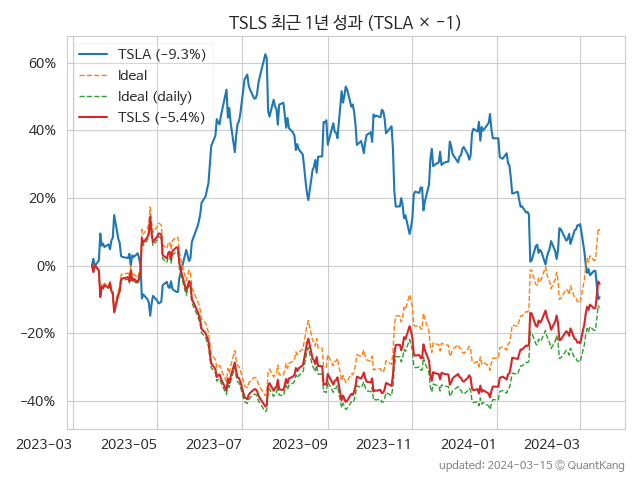 TSLS 최근 1년 성과 (TSLA × −1)
TSLA (−9.3%)
Ideal
Ideal (daily)
TSLS (−5.4%)
60%
40%
20%
0%
−20%
−40%
2023-03
2023-05
2023-07
2023-09
2023-11
2024-01
2024-03
updated: 2024-03-15 ⓒ QuantKang